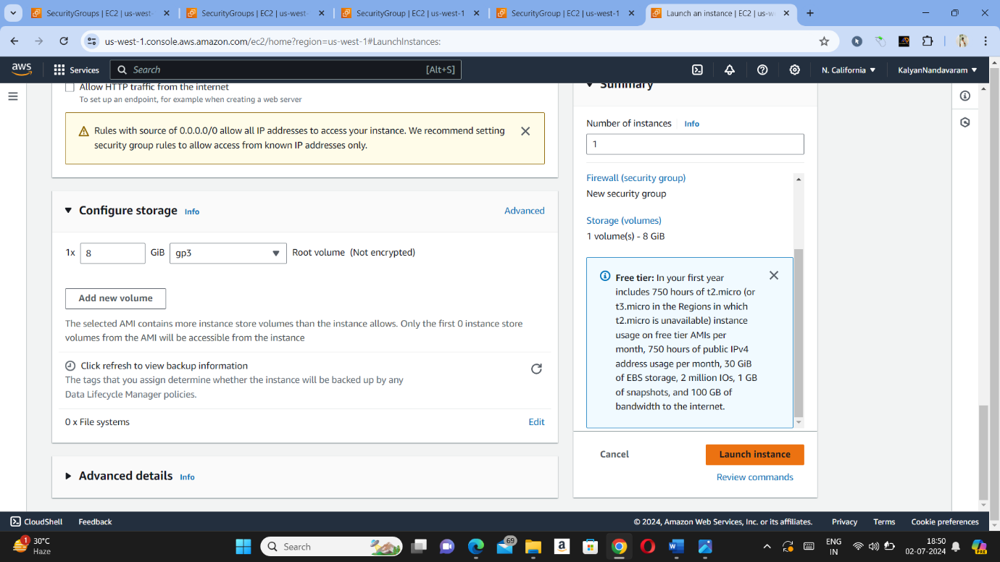 SecurityGroups | EC2 | us-west-
SecurityGroups | EC2 | us-west-
SecurityGroup | EC2 | us-west-1
SecurityGroup | EC2 | us-west-1
Launch an instance | EC2 | us-w
us-west-1.console.aws.amazon.com/ec2/home?region=us-west-1#LaunchInstances:
aws
Services
Search
[Alt+S]
N. California
KalyanNandavaram
Allow HTTP traffic from the internet
To set up an endpoint, for example when creating a web server
Rules with source of 0.0.0.0/0 allow all IP addresses to access your instance. We recommend setting
security group rules to allow access from known IP addresses only.
Configure storage Info
Advanced
1x 8 GiB gp3 Root volume (Not encrypted)
Add new volume
The selected AMI contains more instance store volumes than the instance allows. Only the first 0 instance store
volumes from the AMI will be accessible from the instance
Click refresh to view backup information
The tags that you assign determine whether the instance will be backed up by any
Data Lifecycle Manager policies.
0 x File systems
Edit
Advanced details Info
Summary
Number of instances Info
1
Firewall (security group)
New security group
Storage (volumes)
1 volume(s) - 8 GiB
Free tier: In your first year
includes 750 hours of t2.micro (or
t3.micro in the Regions in which
t2.micro is unavailable) instance
usage on free tier AMIs per
month, 750 hours of public IPv4
address usage per month, 30 GiB
of EBS storage, 2 million IOs, 1 GB
of snapshots, and 100 GB of
bandwidth to the internet.
Cancel
Launch instance
Review commands
CloudShell
Feedback
© 2024, Amazon Web Services, Inc. or its affiliates.
Privacy
Terms
Cookie preferences
1
30°C
Haze
Search
69
ENG
IN
18:50
02-07-2024